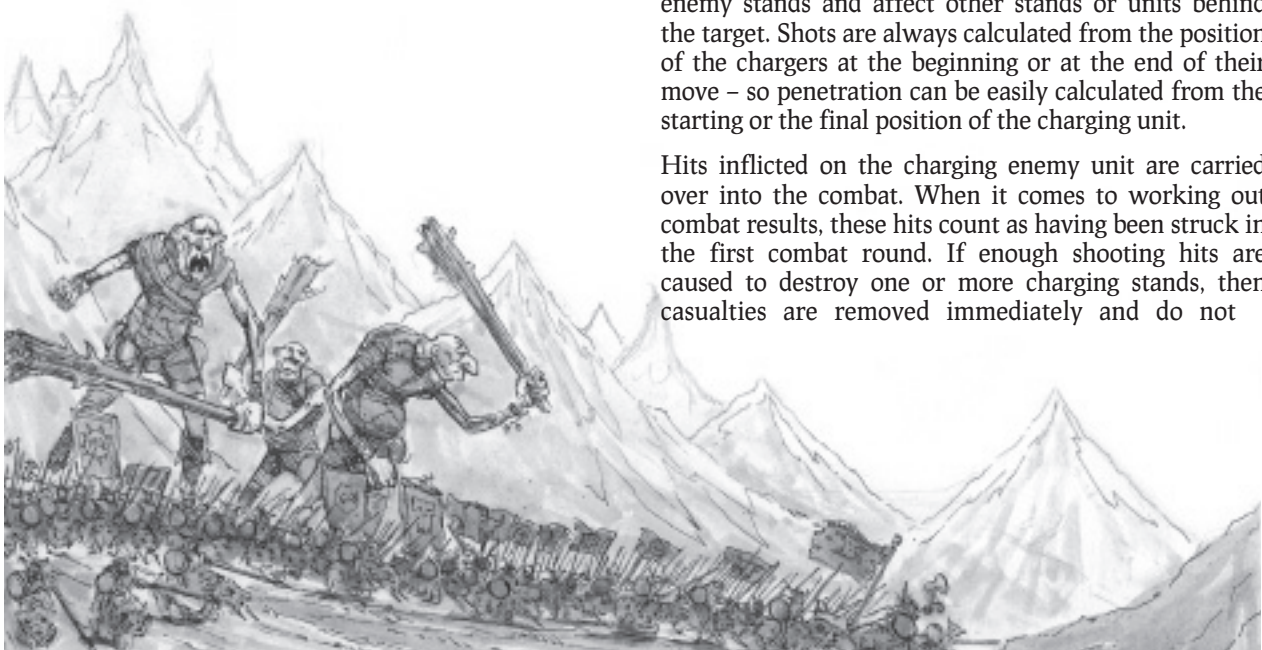 enemy stands and affect other stands or units behind
the target. Shots are always calculated from the position
of the chargers at the beginning or at the end of their
move – so penetration can be easily calculated from the
starting or the final position of the charging unit.
Hits inflicted on the charging enemy unit are carried
over into the combat. When it comes to working out
combat results, these hits count as having been struck in
the first combat round. If enough shooting hits are
caused to destroy one or more charging stands, then
casualties are removed immediately and do not